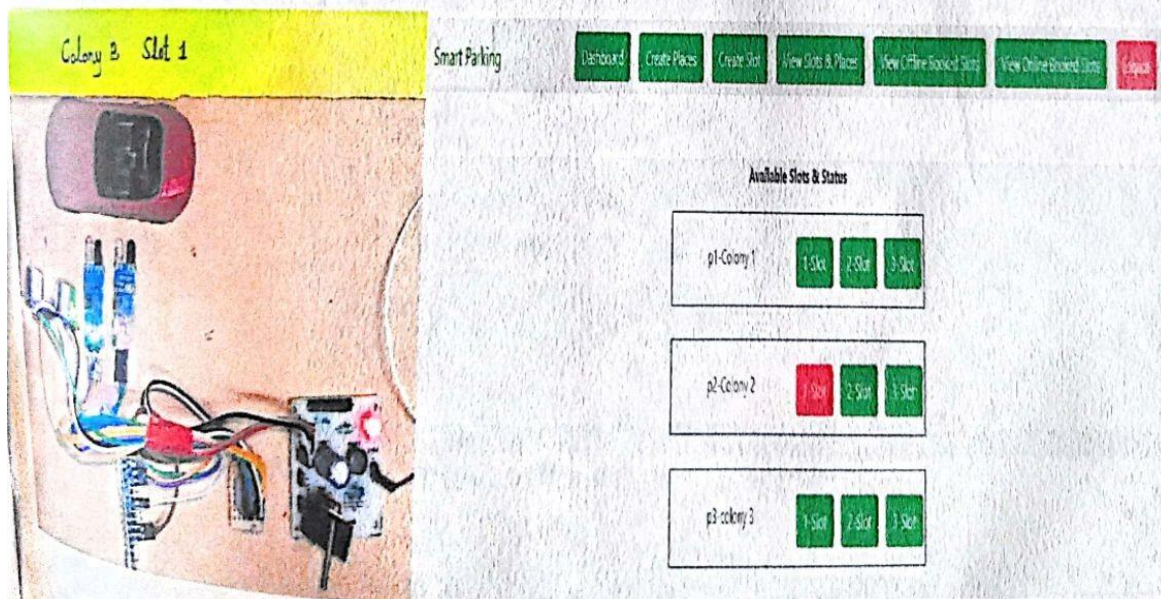 Colony 3 Slot 1
Smart Parking
Dashboard
Create Places
Create Slot
View Slots & Places
View Offline Booked Slots
View Online Booked Slots
Logout
Available Slots & Status
p1-Colony 1
1-Slot
2-Slot
3-Slot
p2-Colony 2
1-Slot
2-Slot
3-Slot
p3-colony 3
1-Slot
2-Slot
3-Slot